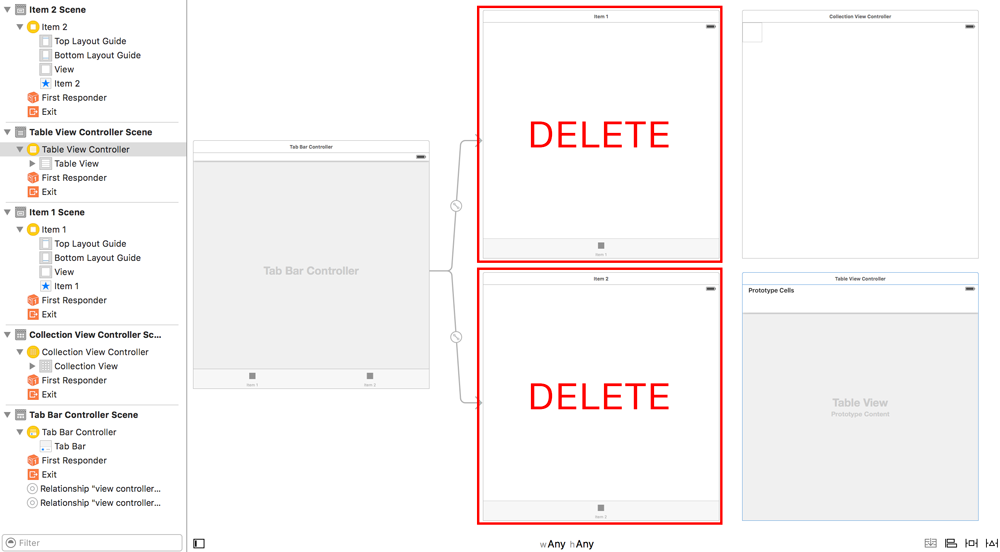 Item 2 Scene
Item 2
Top Layout Guide
Bottom Layout Guide
View
Item 2
First Responder
Exit
Table View Controller Scene
Table View Controller
Table View
First Responder
Exit
Item 1 Scene
Item 1
Top Layout Guide
Bottom Layout Guide
View
Item 1
First Responder
Exit
Collection View Controller Sc...
Collection View Controller
Collection View
First Responder
Exit
Tab Bar Controller Scene
Tab Bar Controller
Tab Bar
First Responder
Exit
Relationship "view controller...
Relationship "view controller...
Filter
Tab Bar Controller
Tab Bar Controller
Item 1
Item 2
Item 1
DELETE
Item 1
Item 2
DELETE
Item 2
Collection View Controller
Table View Controller
Prototype Cells
Table View
Prototype Content
wAny hAny